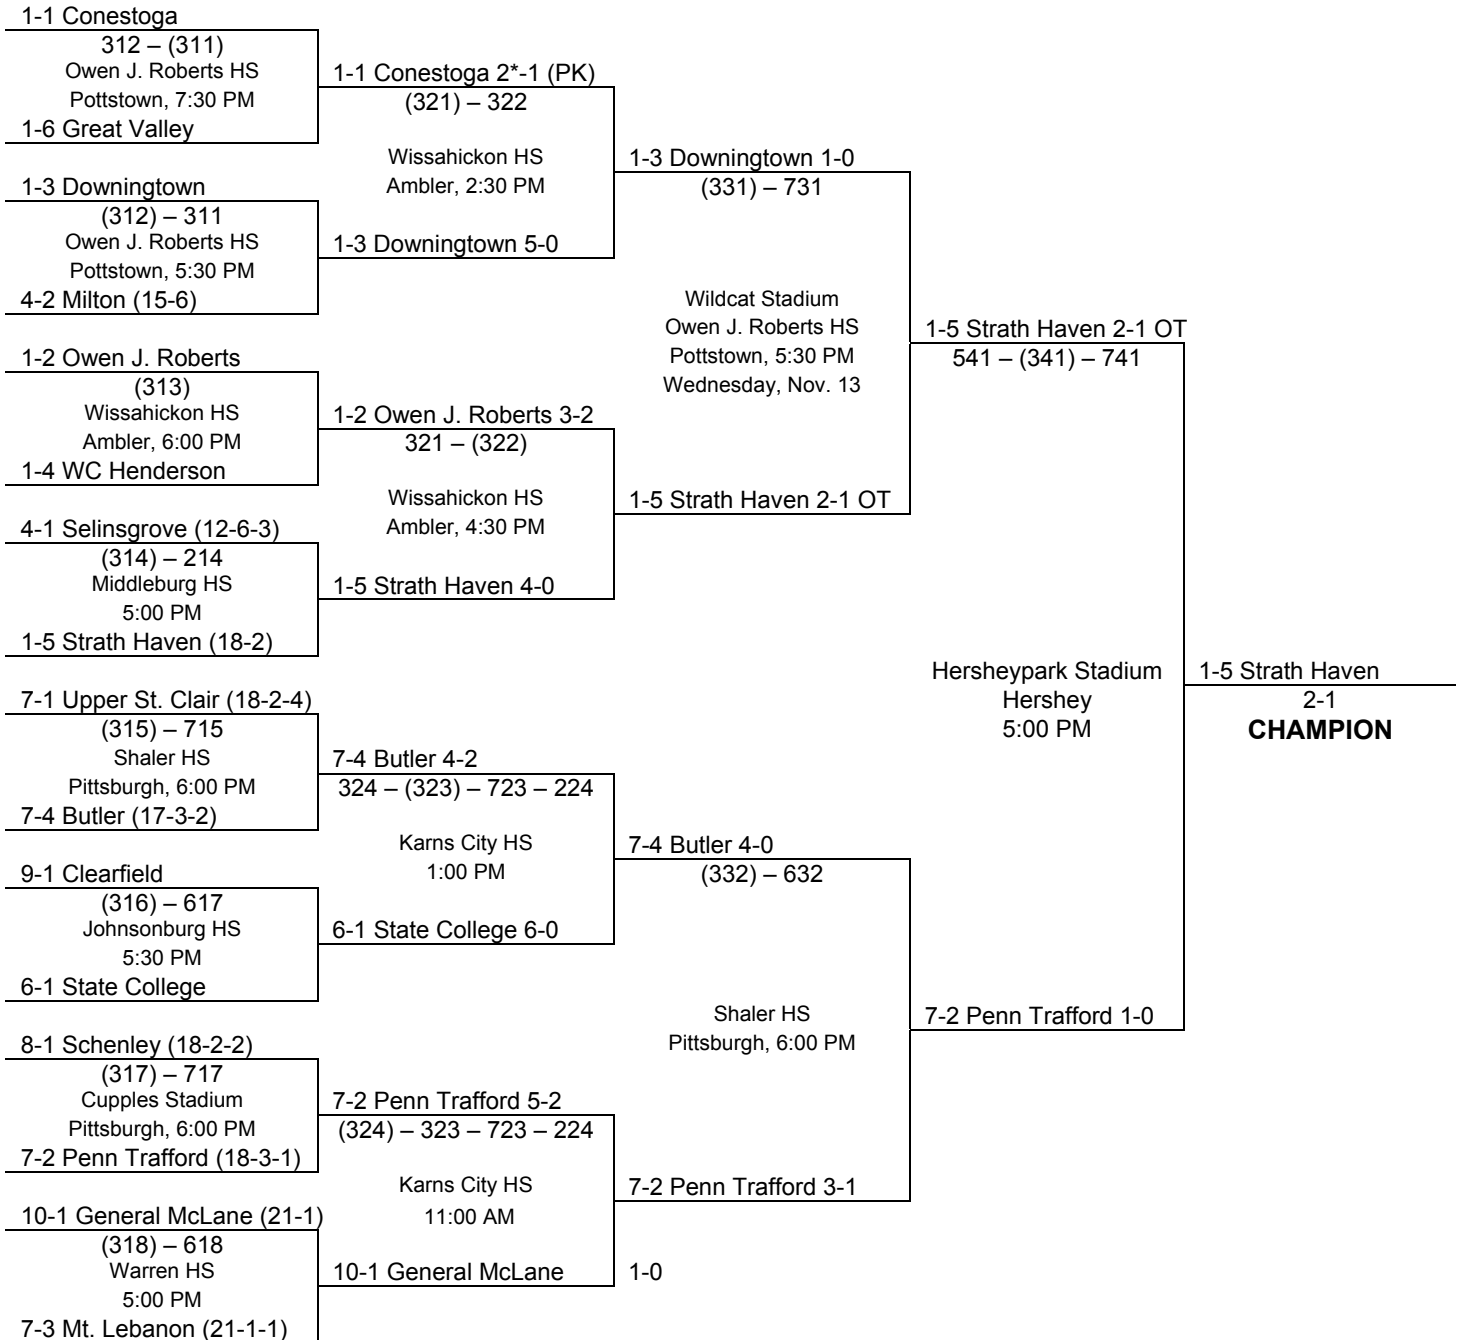 1-1 Conestoga
312 – (311)
Owen J. Roberts HS
Pottstown, 7:30 PM
1-6 Great Valley
1-3 Downingtown
(312) – 311
Owen J. Roberts HS
Pottstown, 5:30 PM
4-2 Milton (15-6)
1-2 Owen J. Roberts
(313)
Wissahickon HS
Ambler, 6:00 PM
1-4 WC Henderson
4-1 Selinsgrove (12-6-3)
(314) – 214
Middleburg HS
5:00 PM
1-5 Strath Haven (18-2)
7-1 Upper St. Clair (18-2-4)
(315) – 715
Shaler HS
Pittsburgh, 6:00 PM
7-4 Butler (17-3-2)
9-1 Clearfield
(316) – 617
Johnsonburg HS
5:30 PM
6-1 State College
8-1 Schenley (18-2-2)
(317) – 717
Cupples Stadium
Pittsburgh, 6:00 PM
7-2 Penn Trafford (18-3-1)
10-1 General McLane (21-1)
(318) – 618
Warren HS
5:00 PM
7-3 Mt. Lebanon (21-1-1)
1-1 Conestoga 2*-1 (PK)
(321) – 322
Wissahickon HS
Ambler, 2:30 PM
1-3 Downingtown 5-0
1-2 Owen J. Roberts 3-2
321 – (322)
Wissahickon HS
Ambler, 4:30 PM
1-5 Strath Haven 4-0
7-4 Butler 4-2
324 – (323) – 723 – 224
Karns City HS
1:00 PM
6-1 State College 6-0
7-2 Penn Trafford 5-2
(324) – 323 – 723 – 224
Karns City HS
11:00 AM
10-1 General McLane 1-0
1-3 Downingtown 1-0
(331) – 731
Wildcat Stadium
Owen J. Roberts HS
Pottstown, 5:30 PM
Wednesday, Nov. 13
1-5 Strath Haven 2-1 OT
7-4 Butler 4-0
(332) – 632
Shaler HS
Pittsburgh, 6:00 PM
7-2 Penn Trafford 3-1
1-5 Strath Haven 2-1 OT
541 – (341) – 741
Hersheypark Stadium
Hershey
5:00 PM
7-2 Penn Trafford 1-0
1-5 Strath Haven
2-1
CHAMPION